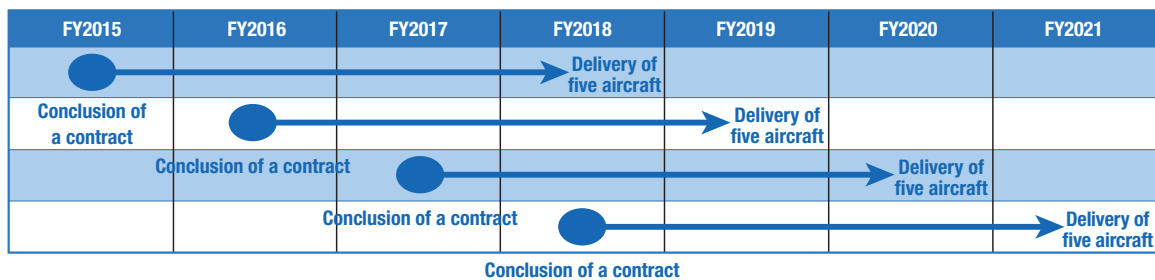 FY2015 FY2016 FY2017 FY2018 FY2019 FY2020 FY2021
Delivery of
five aircraft
Conclusion of
a contract
Delivery of
five aircraft
Conclusion of a contract
Delivery of
five aircraft
Conclusion of a contract
Delivery of
five aircraft
Conclusion of a contract